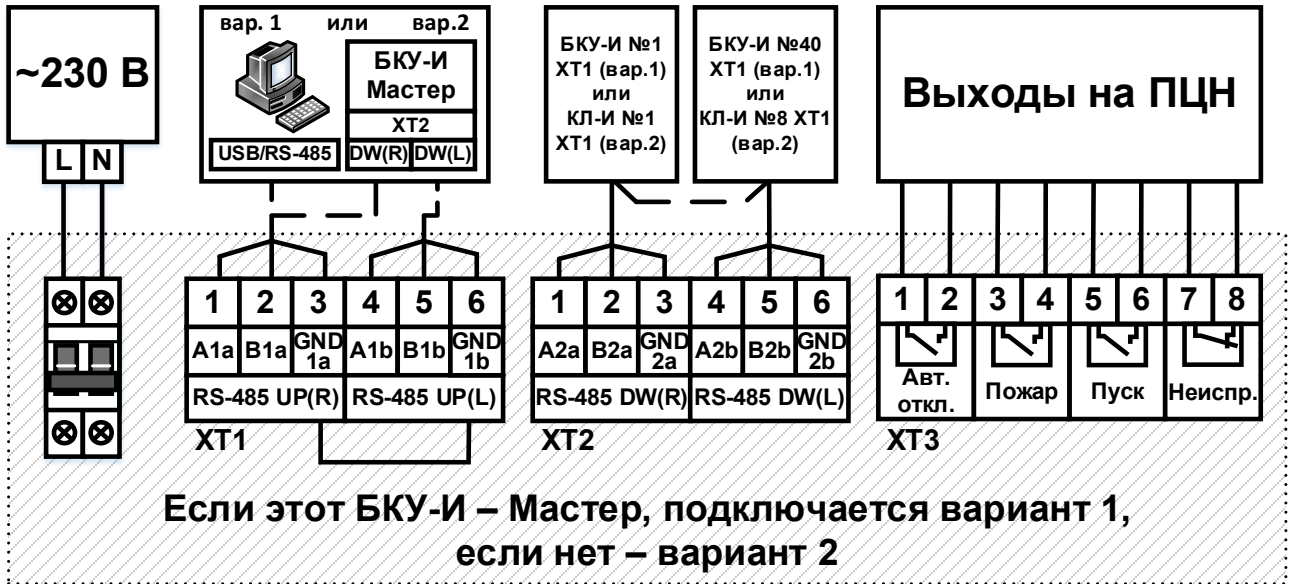 ~230 В
L N
вар. 1 или вар.2
БКУ-И
Мастер
XT2
USB/RS-485 DW(R) DW(L)
БКУ-И №1
XT1 (вар.1)
или
КЛ-И №1
XT1 (вар.2)
БКУ-И №40
XT1 (вар.1)
или
КЛ-И №8 XT1
(вар.2)
Выходы на ПЦН
1 2 3 4 5 6
A1a B1a GND 1a A1b B1b GND 1b
RS-485 UP(R) RS-485 UP(L)
XT1
1 2 3 4 5 6
A2a B2a GND 2a A2b B2b GND 2b
RS-485 DW(R) RS-485 DW(L)
XT2
1 2 3 4 5 6 7 8
Авт.
откл.
Пожар Пуск Неиспр.
XT3
Если этот БКУ-И – Мастер, подключается вариант 1,
если нет – вариант 2